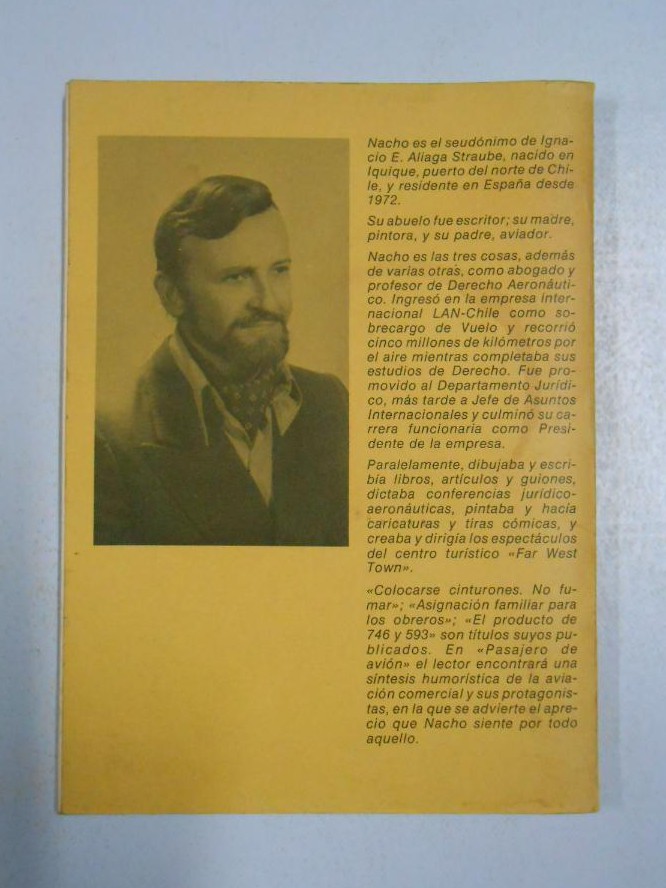 Nacho es el seudónimo de Igna-
cio E. Aliaga Straube, nacido en
Iquique, puerto del norte de Chi-
le, y residente en España desde
1972.
Su abuelo fue escritor; su madre,
pintora, y su padre, aviador.
Nacho es las tres cosas, además
de varias otras, como abogado y
profesor de Derecho Aeronáuti-
co. Ingresó en la empresa inter-
nacional LAN-Chile como so-
brecargo de Vuelo y recorrió
cinco millones de kilómetros por
el aire mientras completaba sus
estudios de Derecho. Fue pro-
movido al Departamento Jurídi-
co, más tarde a Jefe de Asuntos
Internacionales y culminó su ca-
rrera funcionaria como Presi-
dente de la empresa.
Paralelamente, dibujaba y escri-
bía libros, artículos y guiones,
dictaba conferencias jurídico-
aeronáuticas, pintaba y hacía
caricaturas y tiras cómicas, y
creaba y dirigía los espectáculos
del centro turístico «Far West
Town».
«Colocarse cinturones. No fu-
mar»; «Asignación familiar para
los obreros»; «El producto de
746 y 593» son títulos suyos pu-
blicados. En «Pasajero de
avión» el lector encontrará una
síntesis humorística de la avia-
ción comercial y sus protagonis-
tas, en la que se advierte el apre-
cio que Nacho siente por todo
aquello.